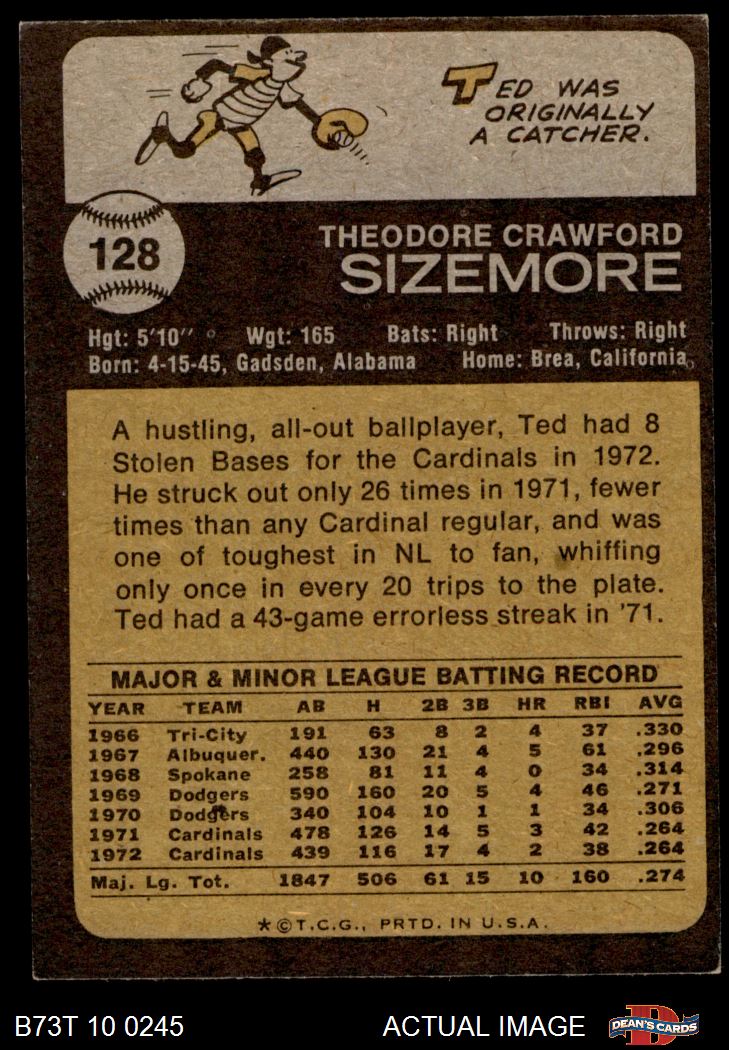 TED WAS
ORIGINALLY
A CATCHER.
128
THEODORE CRAWFORD
SIZEMORE
Hgt: 5'10" Wgt: 165 Bats: Right Throws: Right
Born: 4-15-45, Gadsden, Alabama Home: Brea, California
A hustling, all-out ballplayer, Ted had 8
Stolen Bases for the Cardinals in 1972.
He struck out only 26 times in 1971, fewer
times than any Cardinal regular, and was
one of toughest in NL to fan, whiffing
only once in every 20 trips to the plate.
Ted had a 43-game errorless streak in '71.
MAJOR & MINOR LEAGUE BATTING RECORD
YEAR TEAM AB H 2B 3B HR RBI AVG
1966 Tri-City 191 63 8 2 4 37 .330
1967 Albuquer. 440 130 21 4 5 61 .296
1968 Spokane 258 81 11 4 0 34 .314
1969 Dodgers 590 160 20 5 4 46 .271
1970 Dodgers 340 104 10 1 1 34 .306
1971 Cardinals 478 126 14 5 3 42 .264
1972 Cardinals 439 116 17 4 2 38 .264
Maj. Lg. Tot. 1847 506 61 15 10 160 .274
*©T.C.G., PRTD. IN U.S.A.
B73T 10 0245 ACTUAL IMAGE DEAN'S CARDS